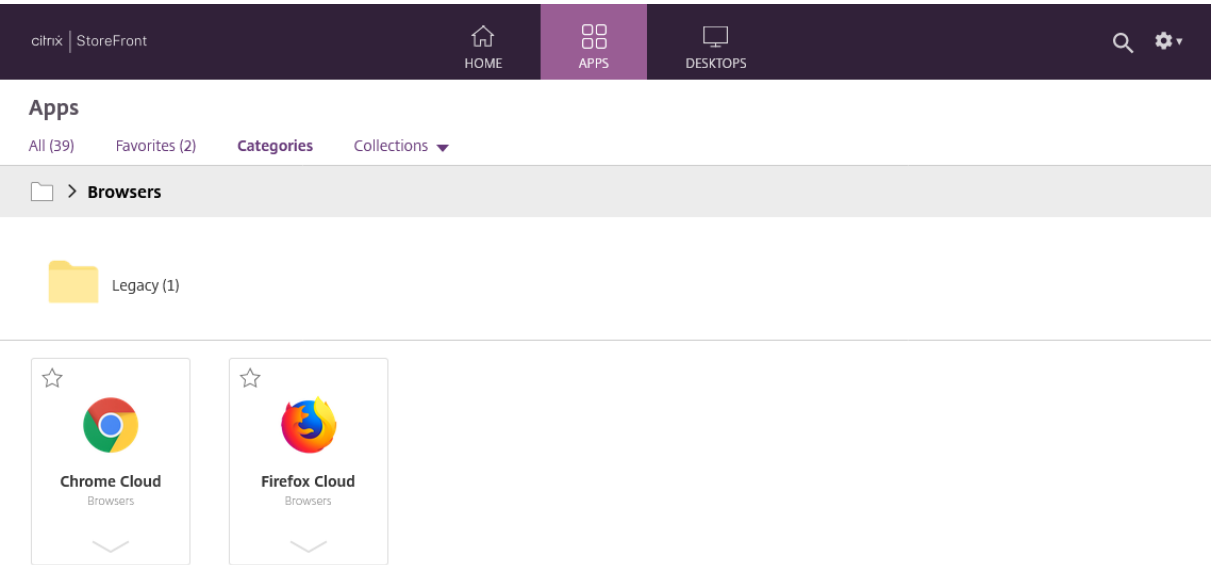 citrix | StoreFront
HOME
APPS
DESKTOPS
Apps
All (39) Favorites (2) Categories Collections
> Browsers
Legacy (1)
Chrome Cloud
Browsers
Firefox Cloud
Browsers